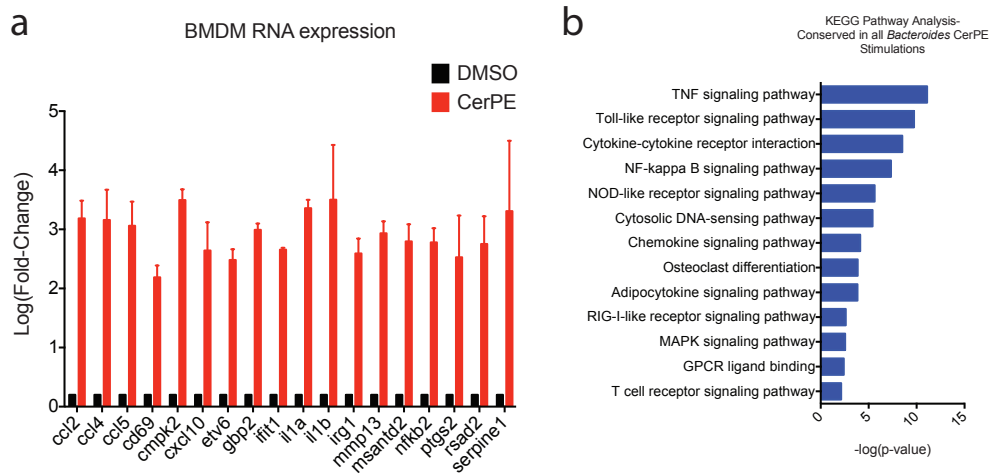 a
BMDM RNA expression
DMSO
CerPE
Log(Fold-Change)
5
4
3
2
1
0
ccl2
ccl4
ccl5
cd69
cmpk2
cxcl10
etv6
gbp2
ifit1
il1a
il1b
irg1
mmp13
msantd2
nfkb2
ptgs2
rsad2
serpine1
b
KEGG Pathway Analysis-
Conserved in all Bacteroides CerPE
Stimulations
TNF signaling pathway
Toll-like receptor signaling pathway
Cytokine-cytokine receptor interaction
NF-kappa B signaling pathway
NOD-like receptor signaling pathway
Cytosolic DNA-sensing pathway
Chemokine signaling pathway
Osteoclast differentiation
Adipocytokine signaling pathway
RIG-I-like receptor signaling pathway
MAPK signaling pathway
GPCR ligand binding
T cell receptor signaling pathway
0 5 10 15
-log(p-value)